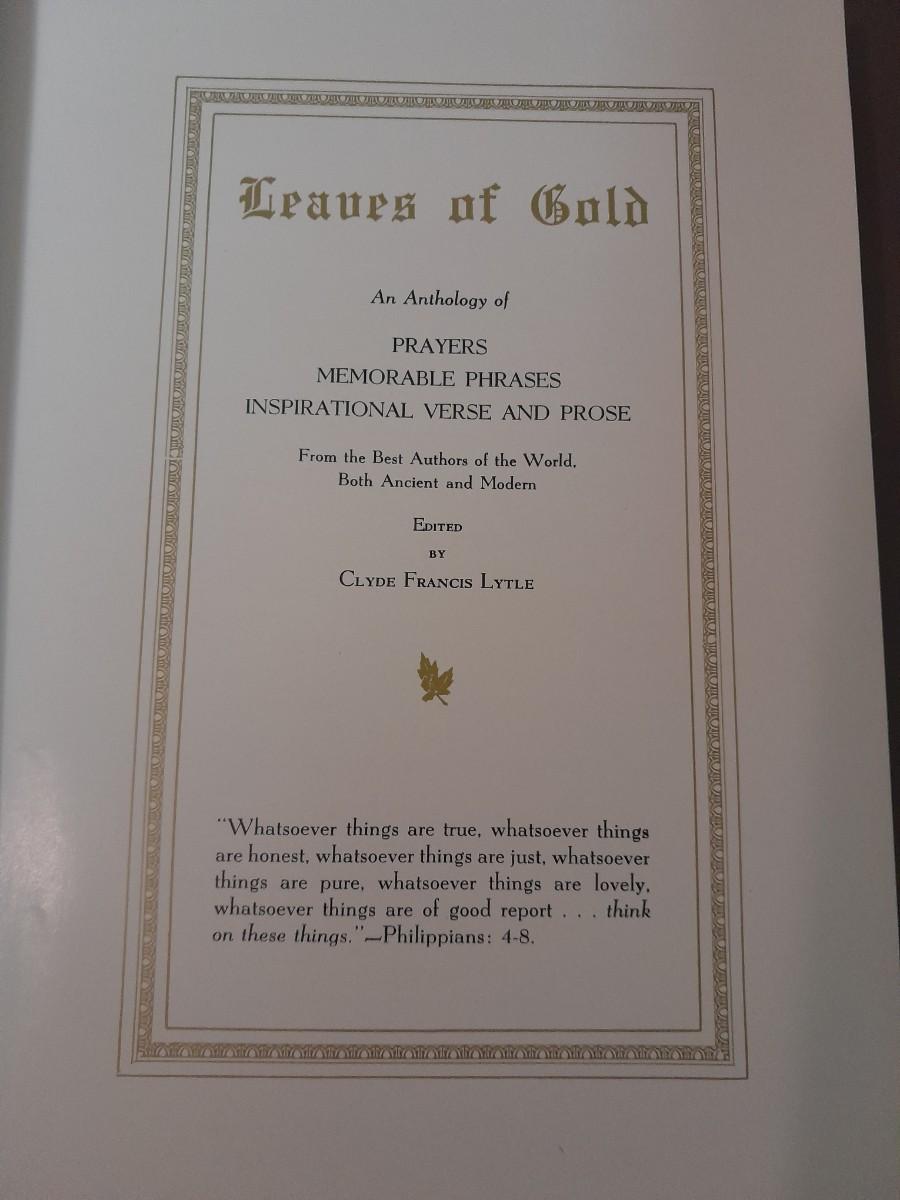 Leaves of Gold
An Anthology of
PRAYERS
MEMORABLE PHRASES
INSPIRATIONAL VERSE AND PROSE
From the Best Authors of the World,
Both Ancient and Modern
EDITED
BY
CLYDE FRANCIS LYTLE
“Whatsoever things are true, whatsoever things
are honest, whatsoever things are just, whatsoever
things are pure, whatsoever things are lovely,
whatsoever things are of good report . . . think
on these things.”—Philippians: 4-8.